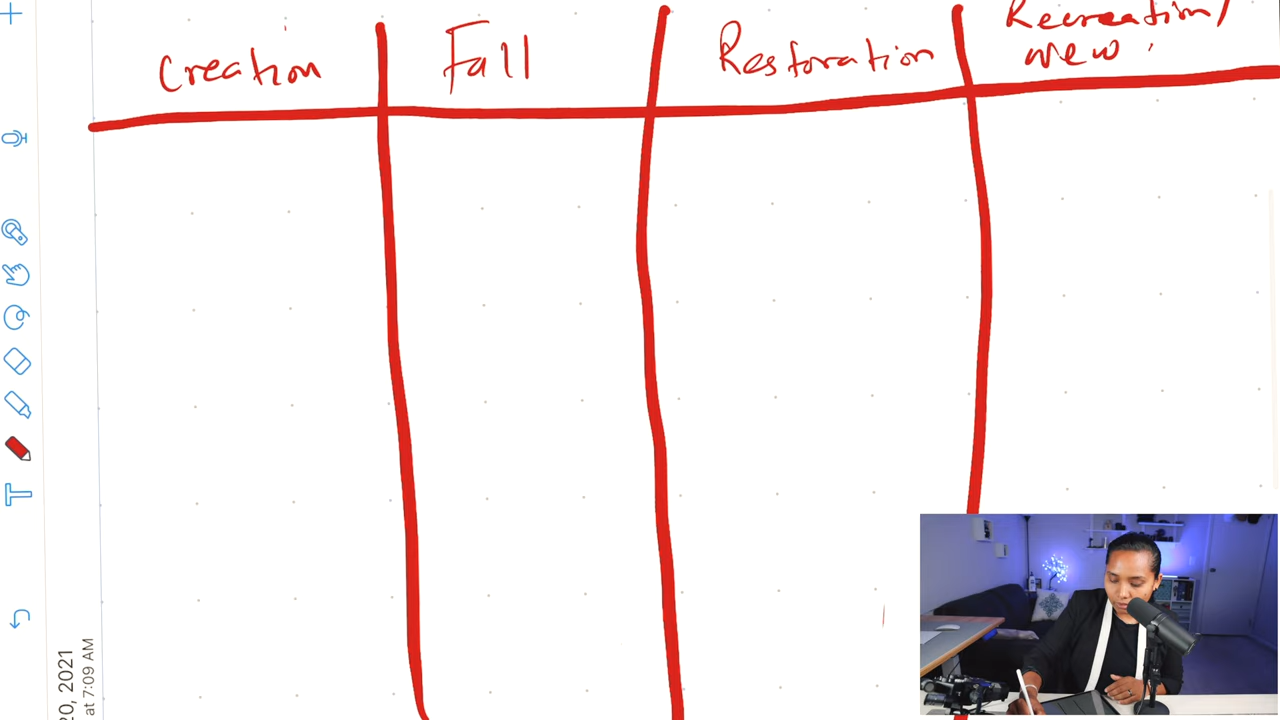 Creation
Fall
Restoration
Recreation/
new
20, 2021
at 7:09 AM